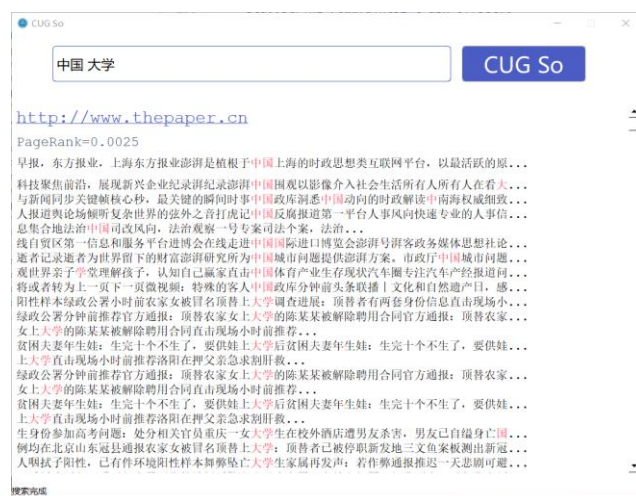 CUG So
中国 大学
CUG So
http://www.thepaper.cn
PageRank=0.0025
早报，东方报业，上海东方报业澎湃是植根于中国上海的时政思想类互联网平台，以最活跃的原...
科技聚焦前沿，展现新兴企业纪录湃纪录澎湃中国围观以影像介入社会生活所有人所有人在看大...
与新闻同步关键帧核心秒，最关键的瞬间时事中国政库洞悉中国动向的时政解读中南海权威细致...
人报道舆论场倾听复杂世界的弦外之音打虎记中国反腐报道第一平台人事风向快速专业的人事信...
息集合地法治中国司改风向，法治观察一号专案司法个案，法治...
线自贸区第一信息和服务平台进博会在线走进中国国际进口博览会澎湃号湃客政务媒体思想社论...
逝者记录逝者为世界留下的财富澎湃研究所为中国城市问题提供澎湃方案。市政厅中国城市问题...
观世界亲子学堂理解孩子，认知自己赢家直击中国体育产业生存现状汽车圈专注汽车产经报道问...
将或者转为上一页下一页微视频：特殊的客人中国政库分钟前头条联播丨文化和自然遗产日，感...
阳性样本绿政公署小时前农家女被冒名顶替上大学调查进展：顶替者有两套身份信息直击现场小...
绿政公署分钟前推荐官方通报：顶替农家女上大学的陈某某被解除聘用合同官方通报：顶替农家...
女上大学的陈某某被解除聘用合同直击现场小时前推荐...
贫困夫妻年生娃：生完十个不生了，要供娃上大学后贫困夫妻年生娃：生完十个不生了，要供娃...
上大学直击现场小时前推荐洛阳在押父亲急求割肝救...
绿政公署分钟前推荐官方通报：顶替农家女上大学的陈某某被解除聘用合同官方通报：顶替农家...
女上大学的陈某某被解除聘用合同直击现场小时前推荐...
贫困夫妻年生娃：生完十个不生了，要供娃上大学后贫困夫妻年生娃：生完十个不生了，要供娃...
上大学直击现场小时前推荐洛阳在押父亲急求割肝救...
生身份参加高考问题：处分相关官员重庆一女大学生在校外酒店遭男友杀害，男友已自缢身亡国...
例均在北京山东冠县通报农家女被冒名顶替上大学：顶替者已被停职新发地三文鱼案板测出新冠...
人咽拭子阳性，已有件环境阳性样本舞弊坠亡大学生家属再发声：若作弊通报推迟一天悲剧可避...
搜索完成